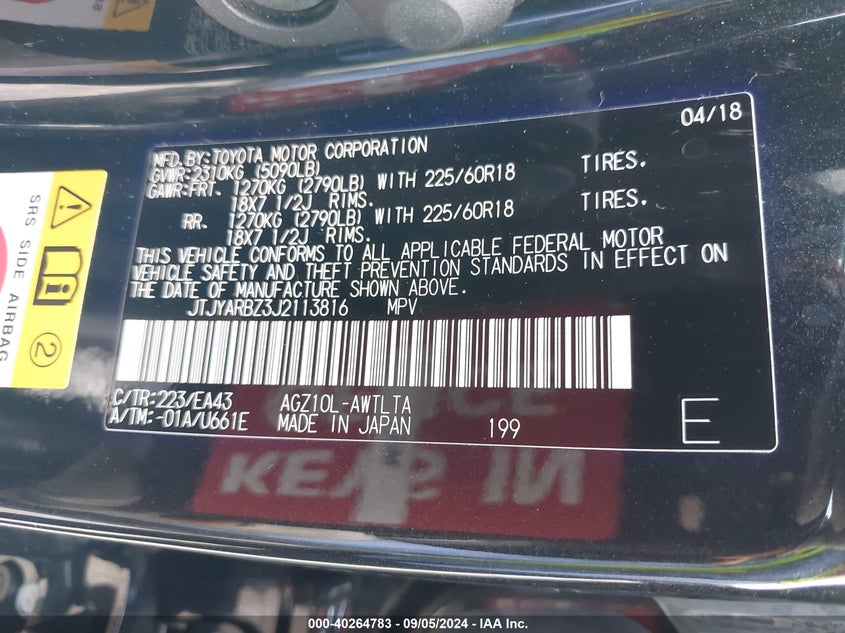 04/18
MFD.BY:TOYOTA MOTOR CORPORATION
GVWR:2310KG (5090LB)
GAWR:FRT. 1270KG (2790LB) WITH 225/60R18 TIRES.
18X7 1/2J RIMS.
RR. 1270KG (2790LB) WITH 225/60R18 TIRES.
18X7 1/2J RIMS.
THIS VEHICLE CONFORMS TO ALL APPLICABLE FEDERAL MOTOR
VEHICLE SAFETY AND THEFT PREVENTION STANDARDS IN EFFECT ON
THE DATE OF MANUFACTURE SHOWN ABOVE.
JTJYARBZ3J2113816 MPV
C/TR:223/EA43 AGZ10L-AWTLTA
A/TM:-01A/U661E MADE IN JAPAN 199 E
SRS SIDE AIRBAG
2
KEYS IN
000-40264783 - 09/05/2024 - IAA Inc.